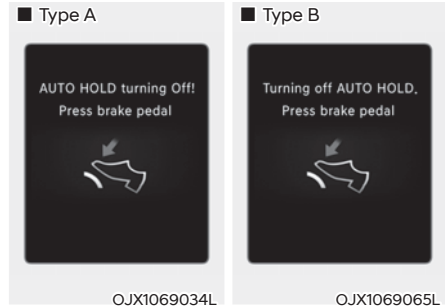 ■ Type A
AUTO HOLD turning Off!
Press brake pedal
OJX1069034L
■ Type B
Turning off AUTO HOLD,
Press brake pedal
OJX1069065L